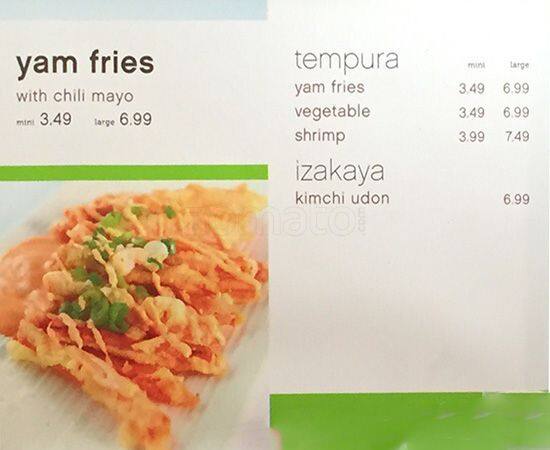 yam fries
with chili mayo
mini 3.49 large 6.99
tempura mini large
yam fries 3.49 6.99
vegetable 3.49 6.99
shrimp 3.99 7.49
izakaya
kimchi udon 6.99